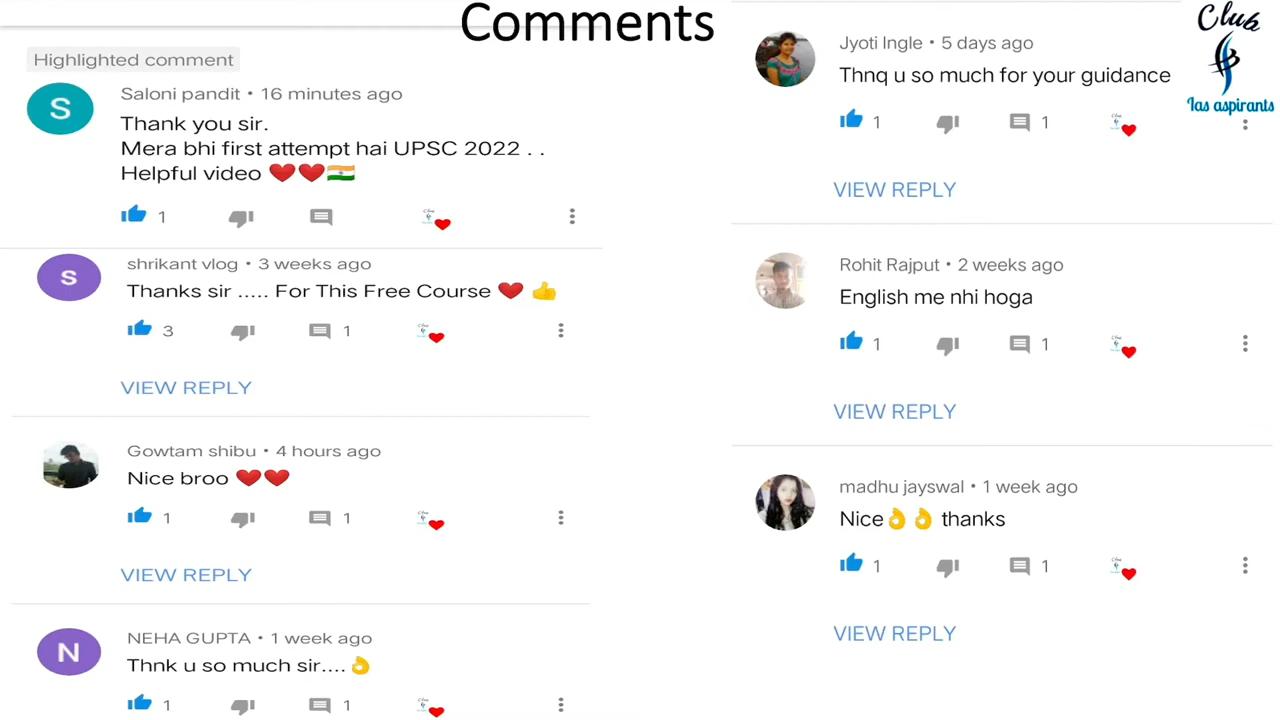 Comments
Highlighted comment
S
Saloni pandit • 16 minutes ago
Thank you sir.
Mera bhi first attempt hai UPSC 2022 . .
Helpful video ❤️❤️🇮🇳
1
S
shrikant vlog • 3 weeks ago
Thanks sir ..... For This Free Course ❤️ 👍
3
1
VIEW REPLY
Gowtam shibu • 4 hours ago
Nice broo ❤️❤️
1
1
VIEW REPLY
N
NEHA GUPTA • 1 week ago
Thnk u so much sir....👌
1
1
Club
Ias aspirants
Jyoti Ingle • 5 days ago
Thnq u so much for your guidance
1
1
VIEW REPLY
Rohit Rajput • 2 weeks ago
English me nhi hoga
1
1
VIEW REPLY
madhu jayswal • 1 week ago
Nice👌👌 thanks
1
1
VIEW REPLY